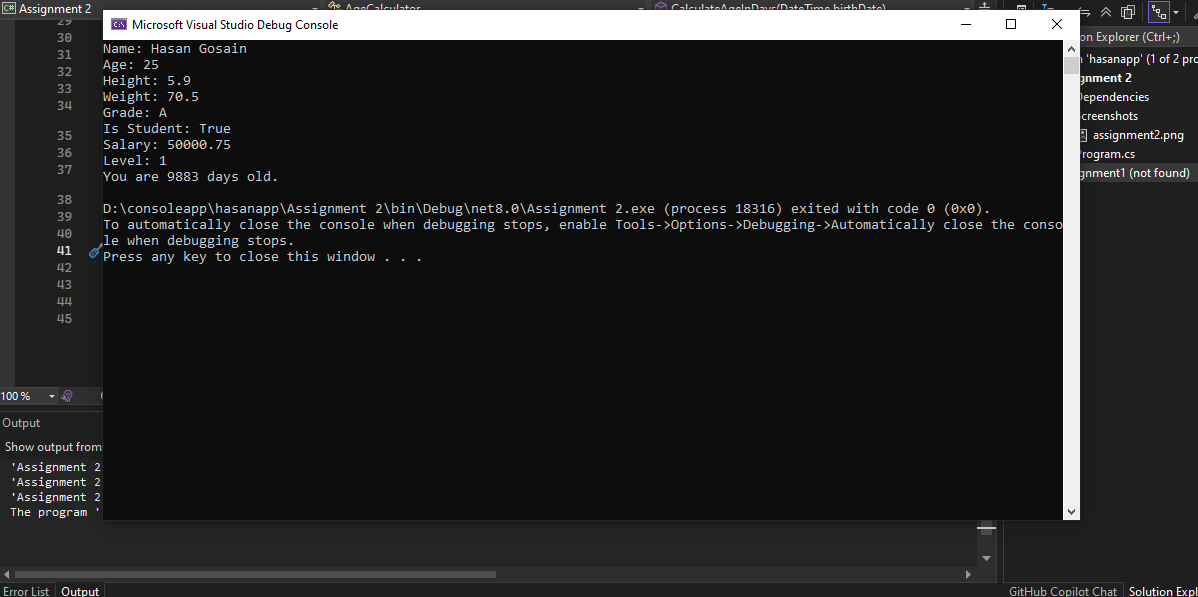 Assignment 2
AgeCalculator
CalculateAgeInDays(DateTime birthDate)
Microsoft Visual Studio Debug Console
29
30
31
32
33
34
35
36
37
38
39
40
41
42
43
44
45
Name: Hasan Gosain
Age: 25
Height: 5.9
Weight: 70.5
Grade: A
Is Student: True
Salary: 50000.75
Level: 1
You are 9883 days old.
D:\consoleapp\hasanapp\Assignment 2\bin\Debug\net8.0\Assignment 2.exe (process 18316) exited with code 0 (0x0).
To automatically close the console when debugging stops, enable Tools->Options->Debugging->Automatically close the conso
le when debugging stops.
Press any key to close this window . . .
on Explorer (Ctrl+;)
'hasanapp' (1 of 2 pro
gnment 2
Dependencies
creenshots
assignment2.png
rogram.cs
gnment1 (not found)
100 %
Output
Show output from
'Assignment 2
'Assignment 2
'Assignment 2
The program '
Error List
Output
GitHub Copilot Chat
Solution Expl